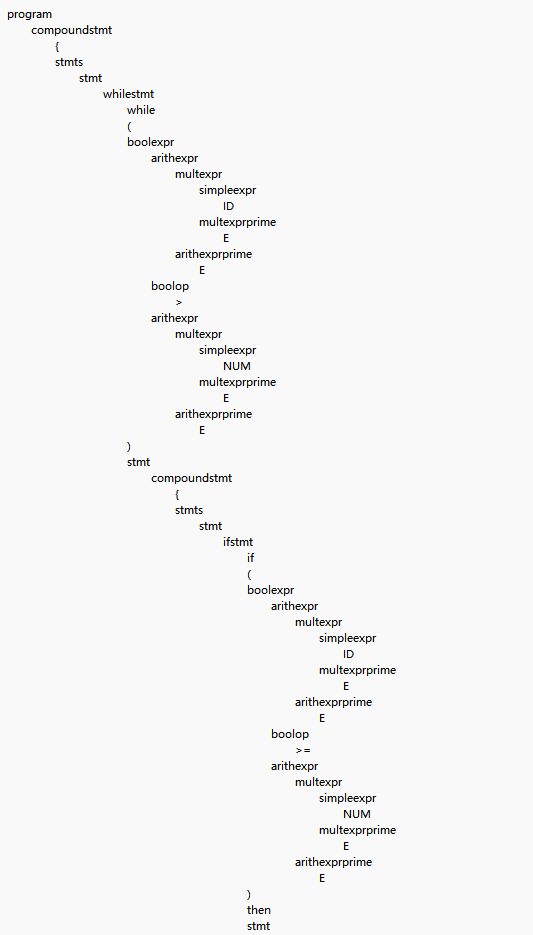 program
compoundstmt
{
stmts
stmt
whilestmt
while
(
boolexpr
arithexpr
multexpr
simpleexpr
ID
multexprprime
E
arithexprprime
E
boolop
>
arithexpr
multexpr
simpleexpr
NUM
multexprprime
E
arithexprprime
E
)
stmt
compoundstmt
{
stmts
stmt
ifstmt
if
(
boolexpr
arithexpr
multexpr
simpleexpr
ID
multexprprime
E
arithexprprime
E
boolop
>=
arithexpr
multexpr
simpleexpr
NUM
multexprprime
E
arithexprprime
E
)
then
stmt